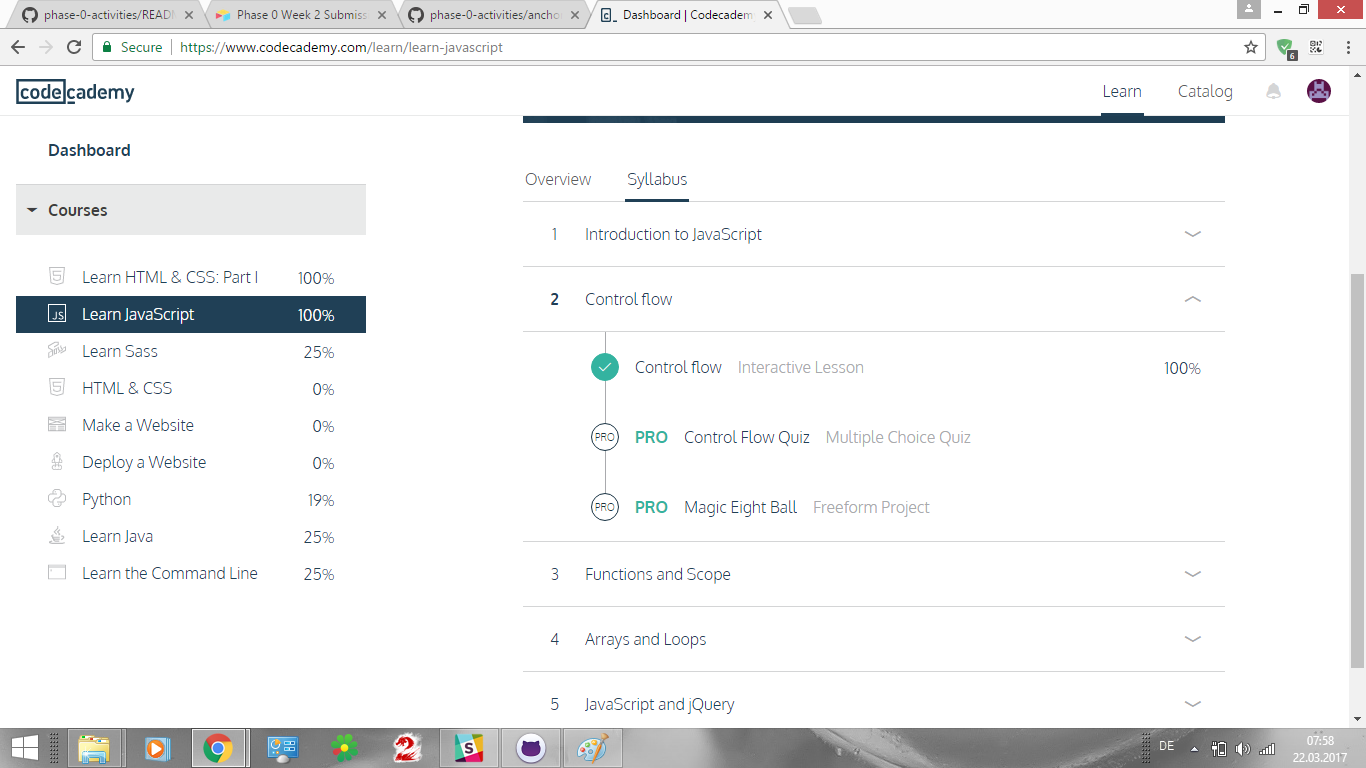 phase-0-activities/READ
Phase 0 Week 2 Submiss
phase-0-activities/ancho
Dashboard | Codecadem
Secure
https://www.codecademy.com/learn/learn-javascript
6
codecademy
Learn
Catalog
Dashboard
Courses
Learn HTML & CSS: Part I 100%
JS Learn JavaScript 100%
Learn Sass 25%
HTML & CSS 0%
Make a Website 0%
Deploy a Website 0%
Python 19%
Learn Java 25%
Learn the Command Line 25%
Overview
Syllabus
1 Introduction to JavaScript
2 Control flow
Control flow Interactive Lesson 100%
PRO PRO Control Flow Quiz Multiple Choice Quiz
PRO PRO Magic Eight Ball Freeform Project
3 Functions and Scope
4 Arrays and Loops
5 JavaScript and jQuery
DE
07:58
22.03.2017